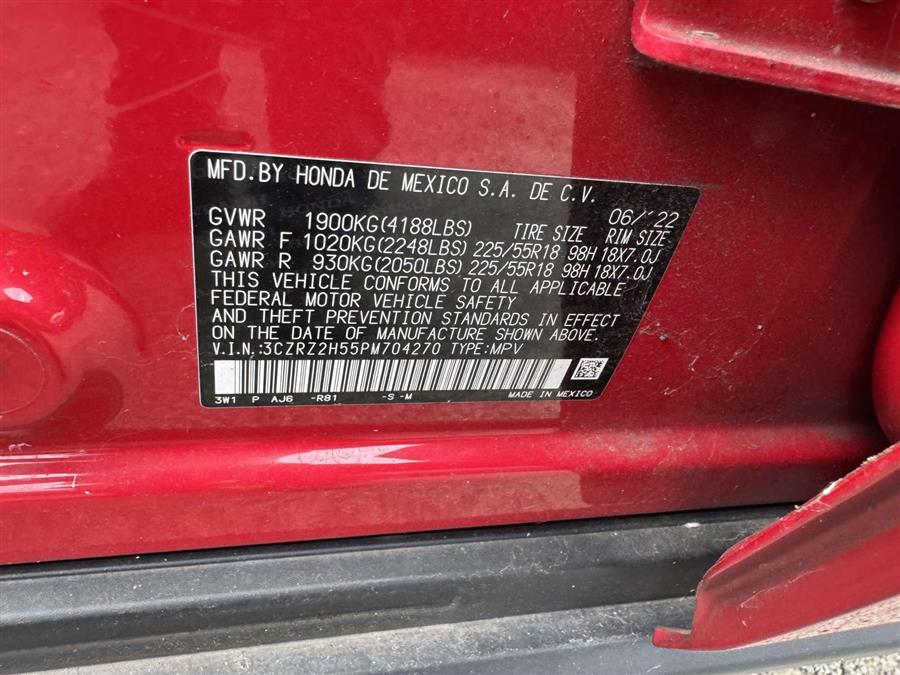 MFD.BY HONDA DE MEXICO S.A. DE C.V.
06/'22
GVWR 1900KG(4188LBS) TIRE SIZE RIM SIZE
GAWR F 1020KG(2248LBS) 225/55R18 98H 18X7.0J
GAWR R 930KG(2050LBS) 225/55R18 98H 18X7.0J
THIS VEHICLE CONFORMS TO ALL APPLICABLE
FEDERAL MOTOR VEHICLE SAFETY
AND THEFT PREVENTION STANDARDS IN EFFECT
ON THE DATE OF MANUFACTURE SHOWN ABOVE.
V.I.N.:3CZRZ2H55PM704270 TYPE:MPV
3W1 P AJ6 -R81 -S -M MADE IN MEXICO